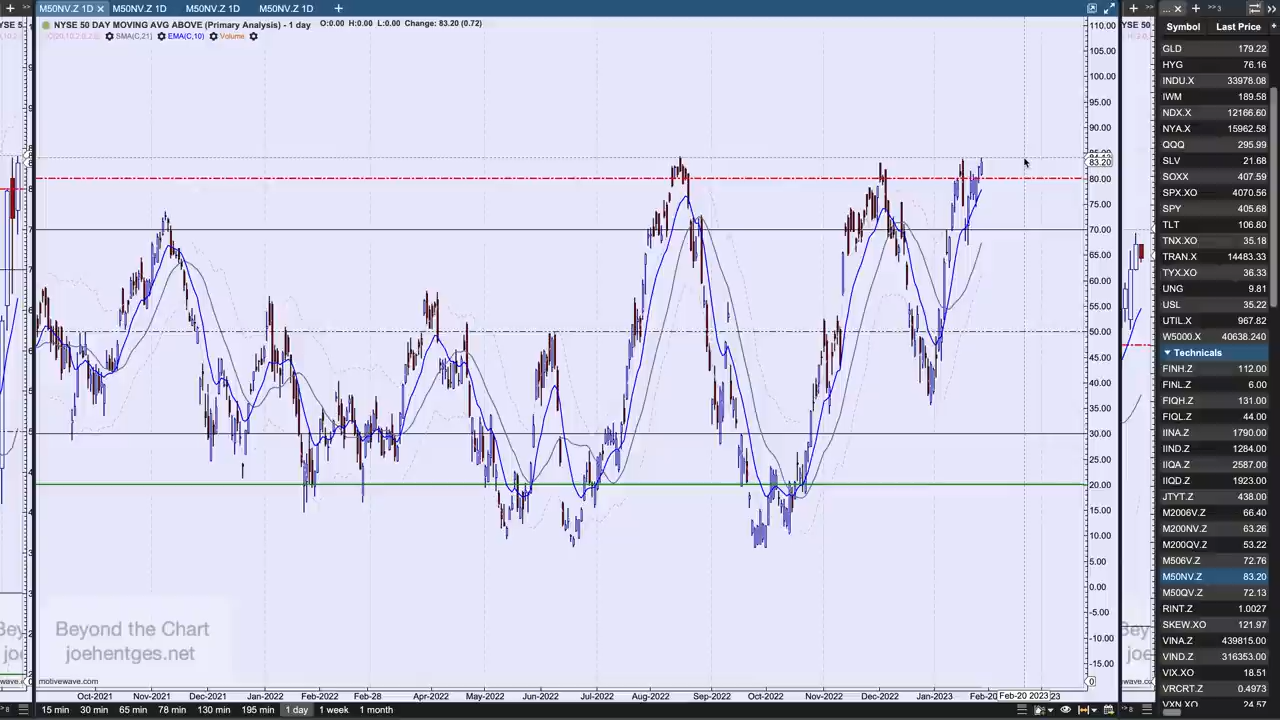 M50NV.Z 1D
M50NV.Z 1D
M50NV.Z 1D
M50NV.Z 1D
NYSE 50 DAY MOVING AVG ABOVE (Primary Analysis) - 1 day O:0.00 H:0.00 L:0.00 Change: 83.20 (0.72)
SMA(C,21) EMA(C,10) Volume
110.00
105.00
100.00
95.00
90.00
83.20
80.00
75.00
70.00
65.00
60.00
55.00
50.00
45.00
40.00
35.00
30.00
25.00
20.00
15.00
10.00
5.00
0.00
-5.00
-10.00
-15.00
Beyond the Chart
joehentges.net
motivewave.com
Oct-2021 Nov-2021 Dec-2021 Jan-2022 Feb-2022 Feb-28 Apr-2022 May-2022 Jun-2022 Jul-2022 Aug-2022 Sep-2022 Oct-2022 Nov-2022 Dec-2022 Jan-2023 Feb-20 Feb-20 2023 23
15 min 30 min 65 min 78 min 130 min 195 min 1 day 1 week 1 month
Symbol Last Price
GLD 179.22
HYG 76.16
INDU.X 33978.08
IWM 189.58
NDX.X 12166.60
NYA.X 15962.58
QQQ 295.99
SLV 21.68
SOXX 407.59
SPX.XO 4070.56
SPY 405.68
TLT 106.80
TNX.XO 35.18
TRAN.X 14483.33
TYX.XO 36.33
UNG 9.81
USL 35.22
UTIL.X 967.82
W5000.X 40638.240
Technicals
FINH.Z 112.00
FINL.Z 6.00
FIQH.Z 131.00
FIQL.Z 44.00
IINA.Z 1790.00
IIND.Z 1284.00
IIQA.Z 2587.00
IIQD.Z 1923.00
JTYT.Z 438.00
M2006V.Z 66.40
M200NV.Z 63.26
M200QV.Z 53.22
M506V.Z 72.76
M50NV.Z 83.20
M50QV.Z 72.13
RINT.Z 1.0027
SKEW.XO 121.97
VINA.Z 439815.00
VIND.Z 316353.00
VIX.XO 18.51
VRCRT.Z 0.4973
VXN.XO 24.57